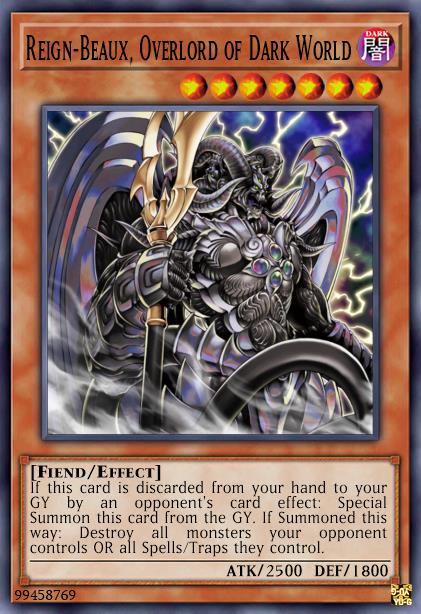 Reign-Beaux, Overlord of Dark World
DARK
闇
[Fiend/Effect]
If this card is discarded from your hand to your
GY by an opponent's card effect: Special
Summon this card from the GY. If Summoned this
way: Destroy all monsters your opponent
controls OR all Spells/Traps they control.
ATK/2500 DEF/1800
99458769